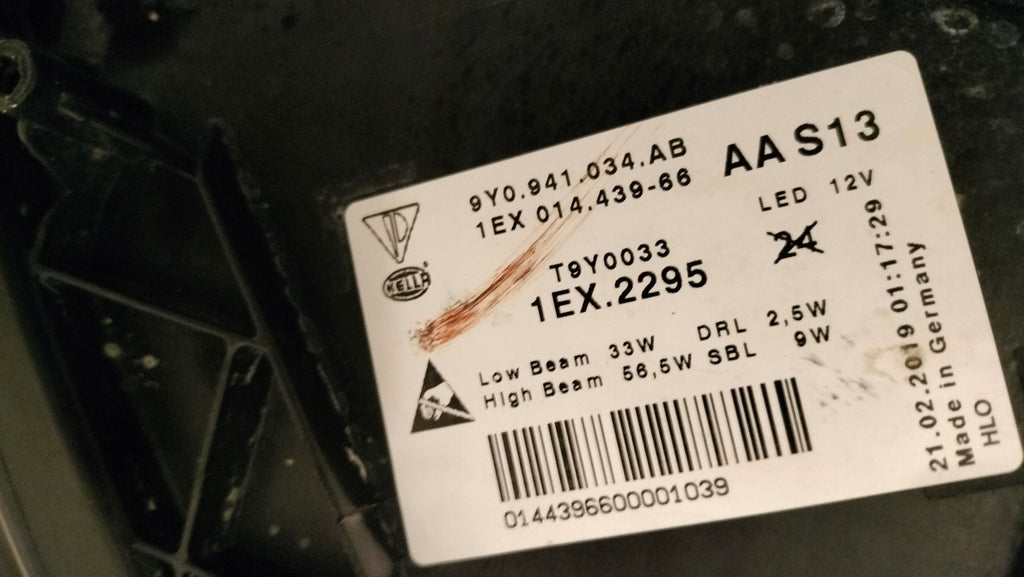 9Y0.941.034.AB
1EX 014.439-66
AA S13
HELLA
T9Y0033
1EX.2295
LED 12V
24
Low Beam 33W DRL 2,5W
High Beam 56,5W SBL 9W
0144396600001039
21.02.2019 01:17:29
Made in Germany
HLO